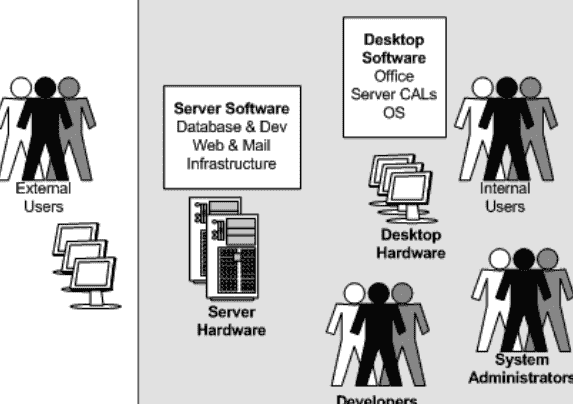 Desktop
Software
Office
Server CALs
OS
Server Software
Database & Dev
Web & Mail
Infrastructure
External
Users
Internal
Users
Desktop
Hardware
Server
Hardware
System
Administrators
Developers